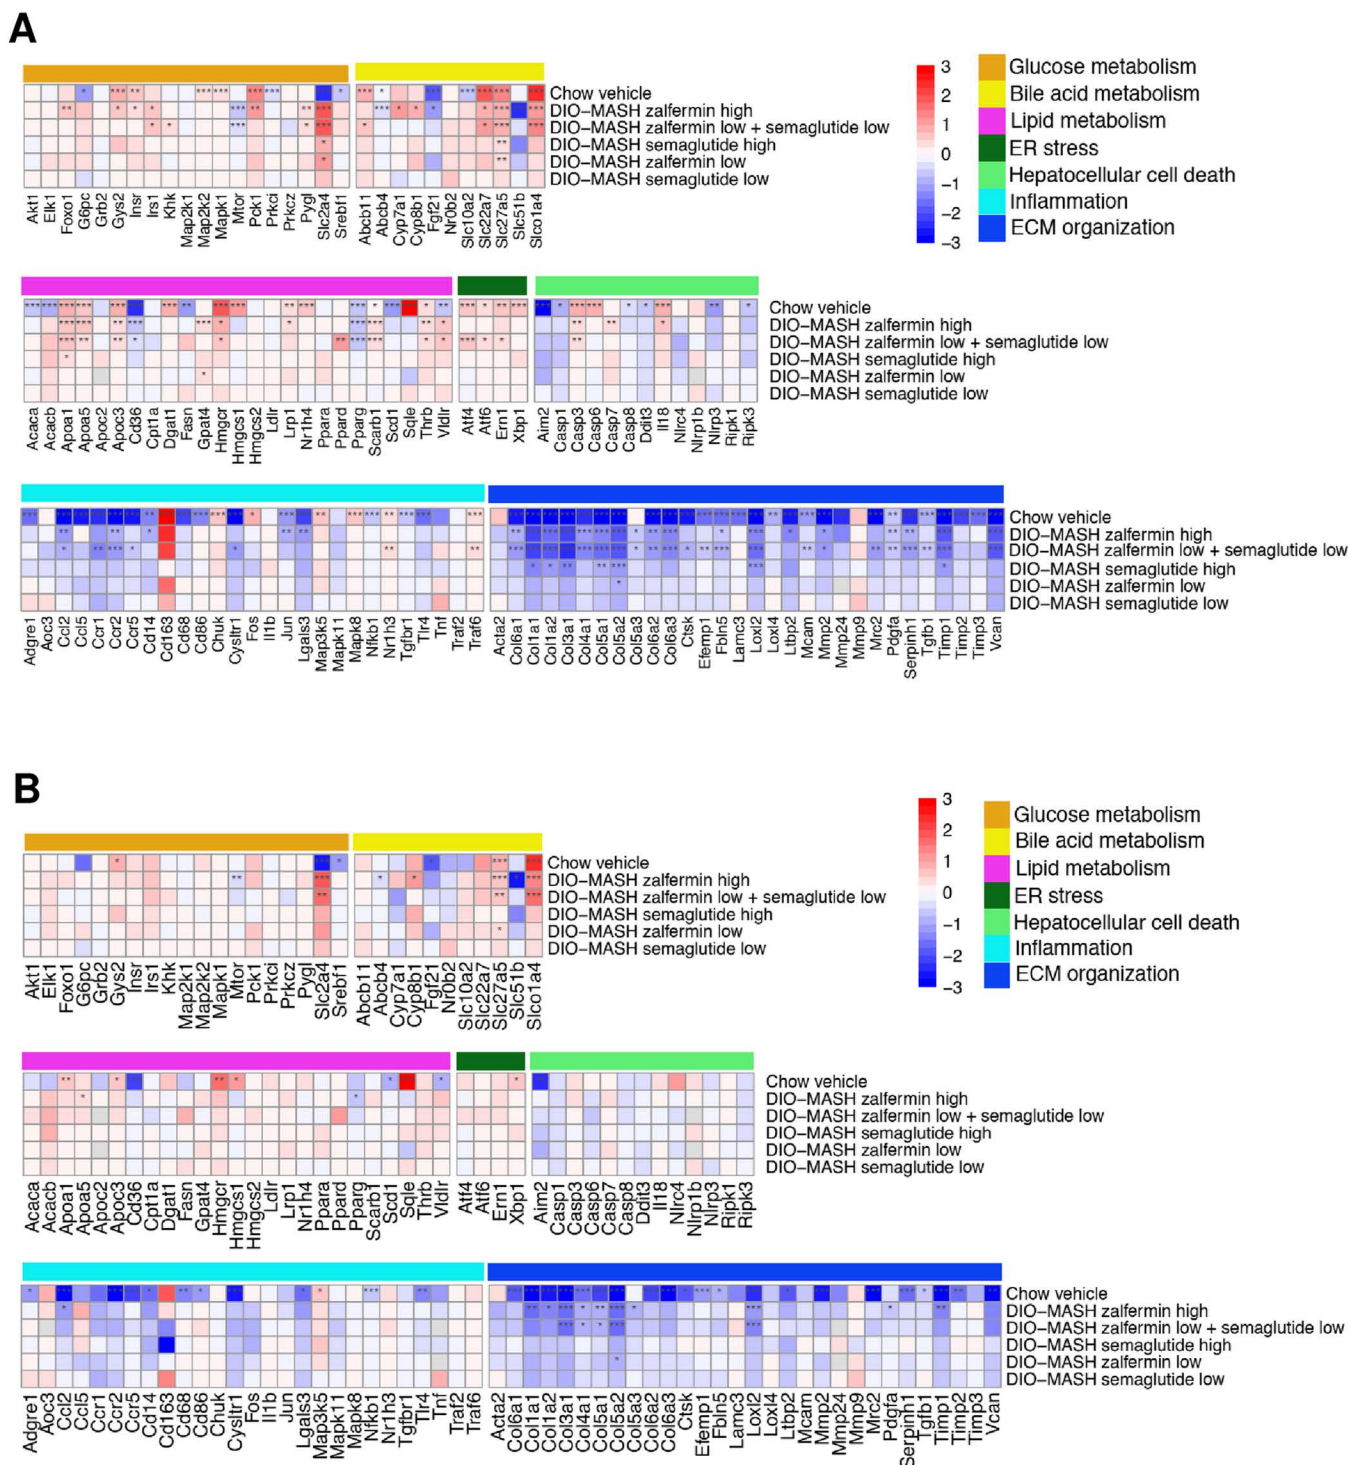 A
3
2
1
0
−1
−2
−3
Glucose metabolism
Bile acid metabolism
Lipid metabolism
ER stress
Hepatocellular cell death
Inflammation
ECM organization
Chow vehicle
DIO−MASH zalfermin high
DIO−MASH zalfermin low + semaglutide low
DIO−MASH semaglutide high
DIO−MASH zalfermin low
DIO−MASH semaglutide low
Akt1 Elk1 Foxo1 G6pc Grb2 Gys2 Insr Irs1 Khk Map2k1 Map2k2 Mapk1 Mtor Pck1 Prkci Prkcz Pygl Slc2a4 Srebf1 Abcb11 Abcb4 Cyp7a1 Cyp8b1 Fgf21 Nr0b2 Slc10a2 Slc22a7 Slc27a5 Slc51b Slco1a4
Chow vehicle
DIO−MASH zalfermin high
DIO−MASH zalfermin low + semaglutide low
DIO−MASH semaglutide high
DIO−MASH zalfermin low
DIO−MASH semaglutide low
Acaca Acacb Apoa1 Apoa5 Apoc2 Apoc3 Cd36 Cpt1a Dgat1 Fasn Gpat4 Hmgcr Hmgcs1 Hmgcs2 Ldlr Lrp1 Nr1h4 Ppara Ppard Pparg Scarb1 Scd1 Sqle Thrb Vldlr Atf4 Atf6 Ern1 Xbp1 Aim2 Casp1 Casp3 Casp6 Casp7 Casp8 Ddit3 Il18 Nlrc4 Nlrp1b Nlrp3 Ripk1 Ripk3
Chow vehicle
DIO−MASH zalfermin high
DIO−MASH zalfermin low + semaglutide low
DIO−MASH semaglutide high
DIO−MASH zalfermin low
DIO−MASH semaglutide low
Adgre1 Aoc3 Ccl2 Ccl5 Ccr1 Ccr2 Ccr5 Cd14 Cd163 Cd68 Cd86 Chuk Cysltr1 Fos Il1b Jun Lgals3 Map3k5 Mapk11 Mapk8 Nfkb1 Nr1h3 Tgfbr1 Tlr4 Tnf Traf2 Traf6 Acta2 Col6a1 Col1a1 Col1a2 Col3a1 Col4a1 Col5a1 Col5a2 Col5a3 Col6a2 Col6a3 Ctsk Efemp1 Fbln5 Lamc3 Loxl2 Loxl4 Ltbp2 Mcam Mmp2 Mmp24 Mmp9 Mrc2 Pdgfa Serpinh1 Tgfb1 Timp1 Timp2 Timp3 Vcan
B
3
2
1
0
−1
−2
−3
Glucose metabolism
Bile acid metabolism
Lipid metabolism
ER stress
Hepatocellular cell death
Inflammation
ECM organization
Chow vehicle
DIO−MASH zalfermin high
DIO−MASH zalfermin low + semaglutide low
DIO−MASH semaglutide high
DIO−MASH zalfermin low
DIO−MASH semaglutide low
Akt1 Elk1 Foxo1 G6pc Grb2 Gys2 Insr Irs1 Khk Map2k1 Map2k2 Mapk1 Mtor Pck1 Prkci Prkcz Pygl Slc2a4 Srebf1 Abcb11 Abcb4 Cyp7a1 Cyp8b1 Fgf21 Nr0b2 Slc10a2 Slc22a7 Slc27a5 Slc51b Slco1a4
Chow vehicle
DIO−MASH zalfermin high
DIO−MASH zalfermin low + semaglutide low
DIO−MASH semaglutide high
DIO−MASH zalfermin low
DIO−MASH semaglutide low
Acaca Acacb Apoa1 Apoa5 Apoc2 Apoc3 Cd36 Cpt1a Dgat1 Fasn Gpat4 Hmgcr Hmgcs1 Hmgcs2 Ldlr Lrp1 Nr1h4 Ppara Ppard Pparg Scarb1 Scd1 Sqle Thrb Vldlr Atf4 Atf6 Ern1 Xbp1 Aim2 Casp1 Casp3 Casp6 Casp7 Casp8 Ddit3 Il18 Nlrc4 Nlrp1b Nlrp3 Ripk1 Ripk3
Chow vehicle
DIO−MASH zalfermin high
DIO−MASH zalfermin low + semaglutide low
DIO−MASH semaglutide high
DIO−MASH zalfermin low
DIO−MASH semaglutide low
Adgre1 Aoc3 Ccl2 Ccl5 Ccr1 Ccr2 Ccr5 Cd14 Cd163 Cd68 Cd86 Chuk Cysltr1 Fos Il1b Jun Lgals3 Map3k5 Mapk11 Mapk8 Nfkb1 Nr1h3 Tgfbr1 Tlr4 Tnf Traf2 Traf6 Acta2 Col6a1 Col1a1 Col1a2 Col3a1 Col4a1 Col5a1 Col5a2 Col5a3 Col6a2 Col6a3 Ctsk Efemp1 Fbln5 Lamc3 Loxl2 Loxl4 Ltbp2 Mcam Mmp2 Mmp24 Mmp9 Mrc2 Pdgfa Serpinh1 Tgfb1 Timp1 Timp2 Timp3 Vcan